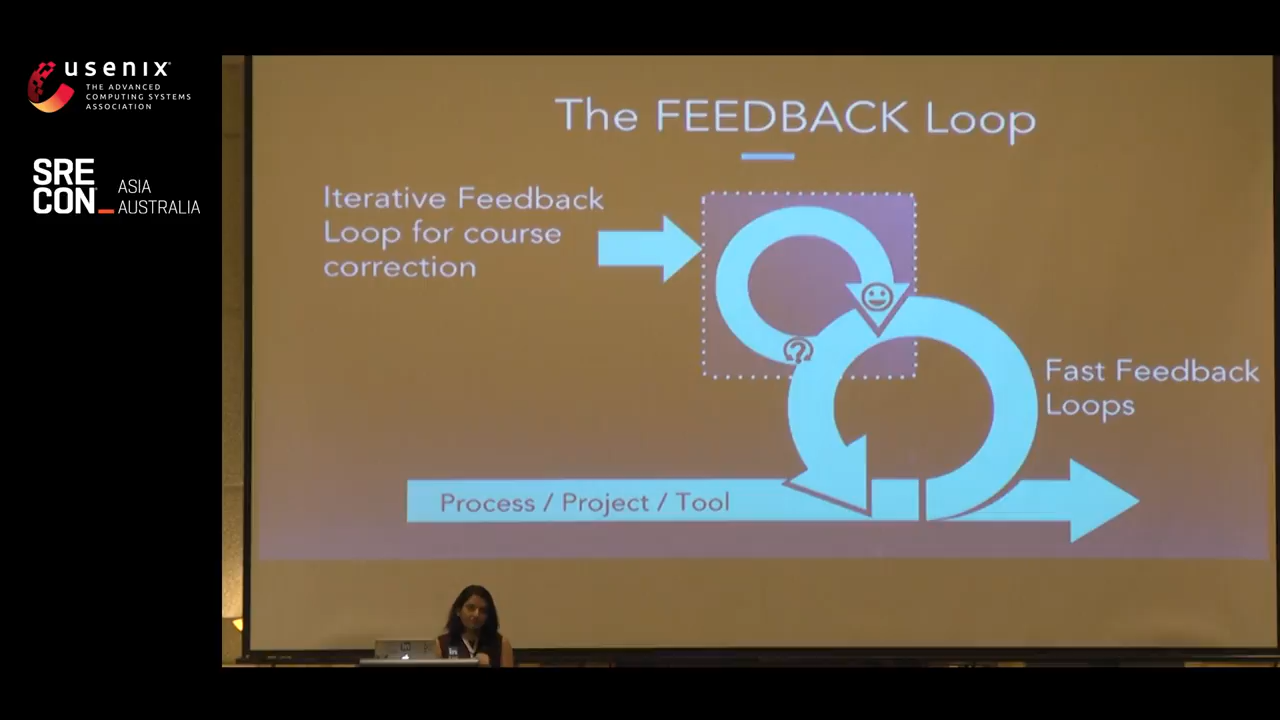 usenix
THE ADVANCED
COMPUTING SYSTEMS
ASSOCIATION
SRE
CON
ASIA
AUSTRALIA
The FEEDBACK Loop
Iterative Feedback
Loop for course
correction
?
Fast Feedback
Loops
Process / Project / Tool